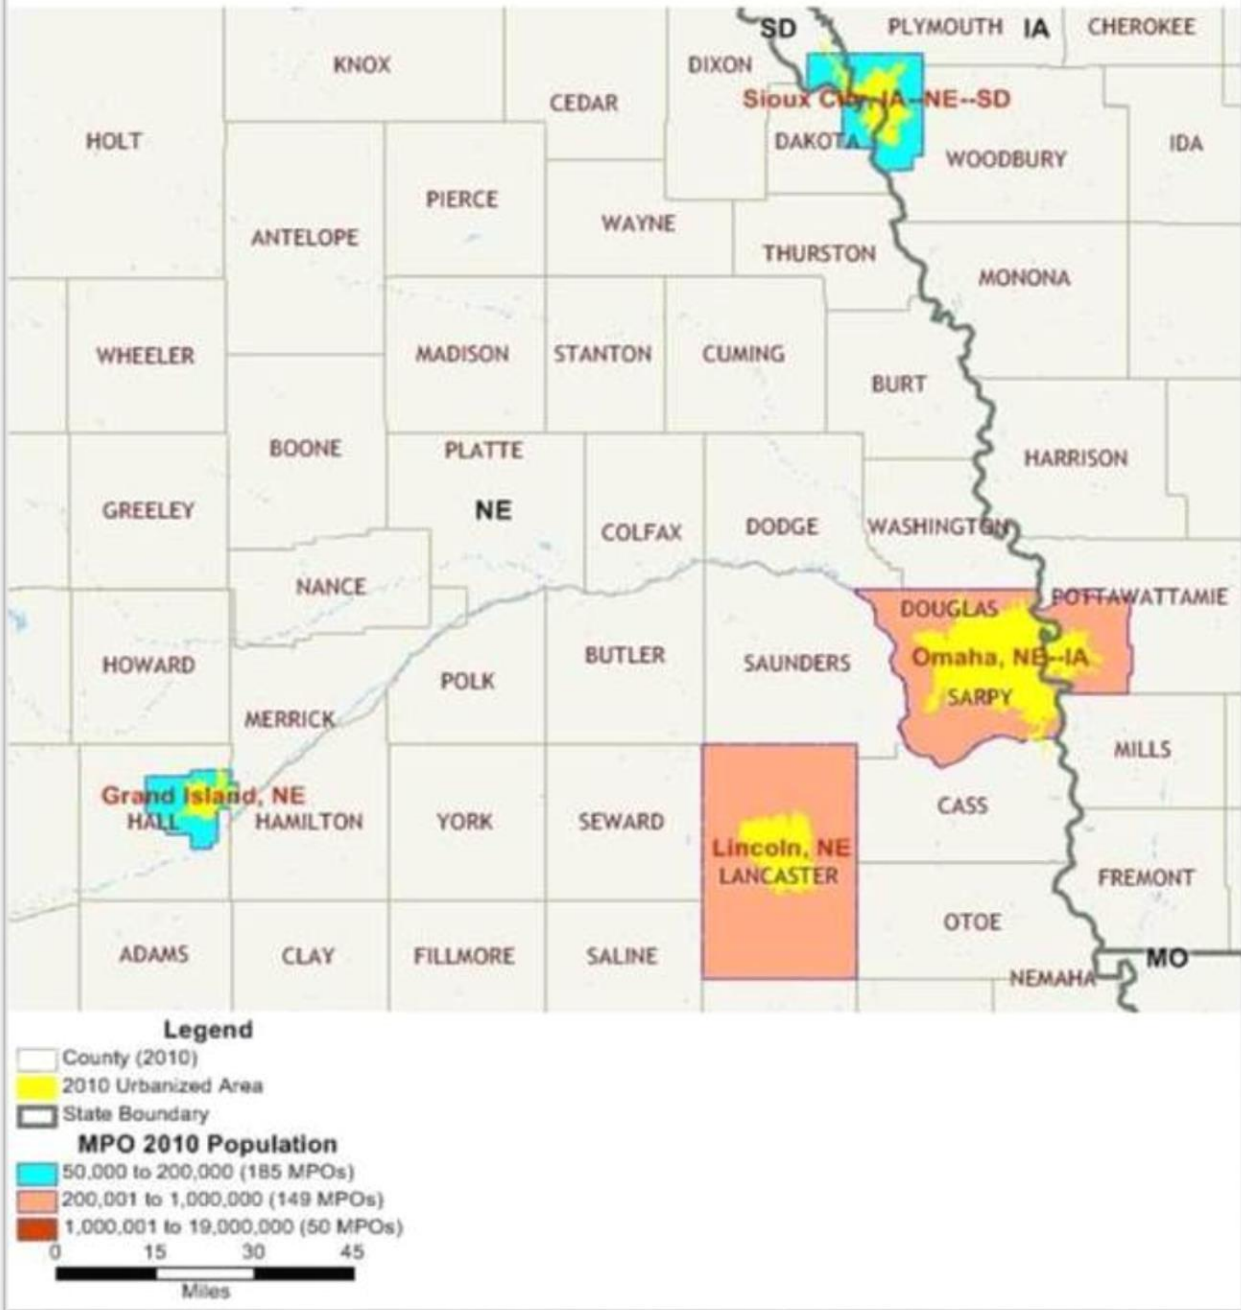 SD
PLYMOUTH IA CHEROKEE
KNOX
DIXON
CEDAR
Sioux City, IA--NE--SD
HOLT
DAKOTA
WOODBURY
IDA
PIERCE
WAYNE
ANTELOPE
THURSTON
MONONA
WHEELER
MADISON
STANTON
CUMING
BURT
BOONE
PLATTE
HARRISON
GREELEY
NE
COLFAX
DODGE
WASHINGTON
NANCE
DOUGLAS
POTTAWATTAMIE
HOWARD
BUTLER
SAUNDERS
Omaha, NE--IA
POLK
SARPY
MERRICK
MILLS
Grand Island, NE
HALL
HAMILTON
YORK
SEWARD
CASS
Lincoln, NE
LANCASTER
FREMONT
OTOE
ADAMS
CLAY
FILLMORE
SALINE
MO
NEMAHA
Legend
County (2010)
2010 Urbanized Area
State Boundary
MPO 2010 Population
50,000 to 200,000 (185 MPOs)
200,001 to 1,000,000 (149 MPOs)
1,000,001 to 19,000,000 (50 MPOs)
0 15 30 45
Miles